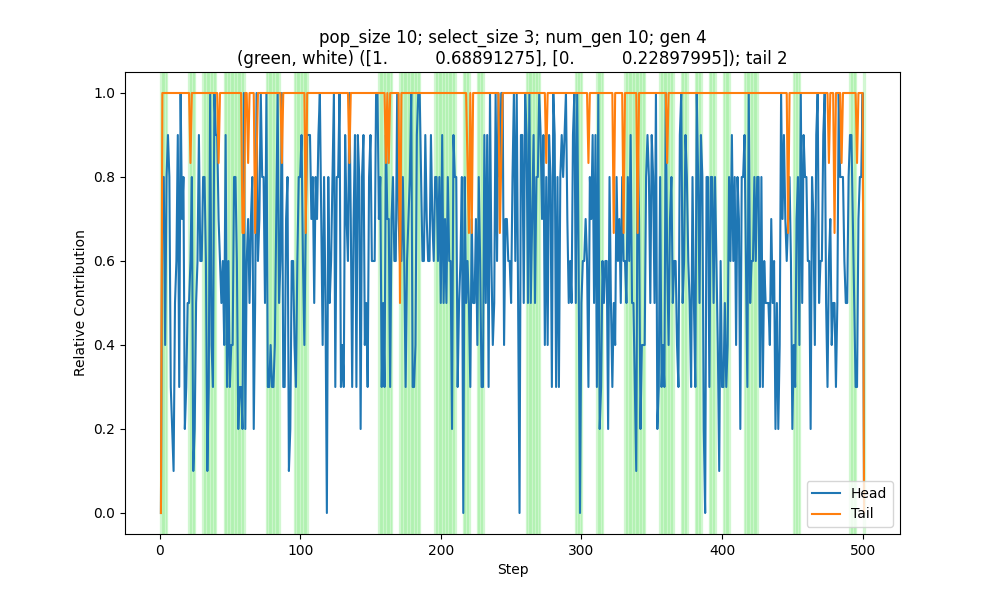 pop_size 10; select_size 3; num_gen 10; gen 4
(green, white) ([1. 0.68891275], [0. 0.22897995]); tail 2
1.0
0.8
0.6
0.4
0.2
0.0
Relative Contribution
0
100
200
300
400
500
Step
Head
Tail